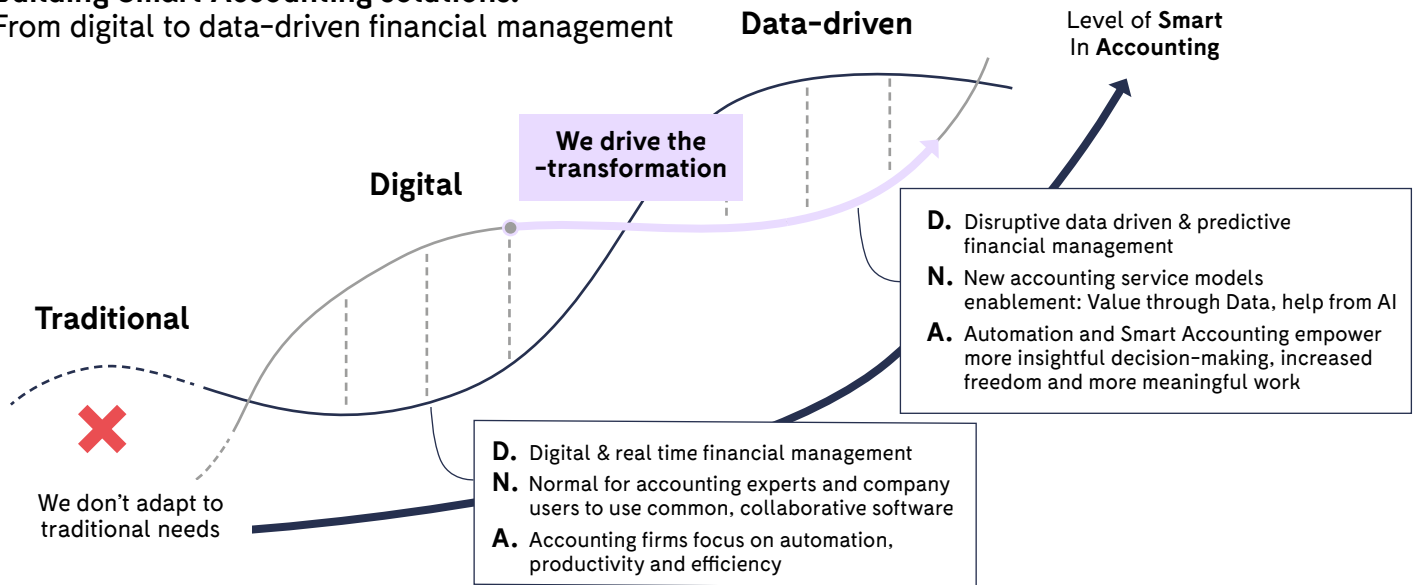 Building Smart Accounting solutions:
From digital to data-driven financial management
Data-driven
Level of Smart
In Accounting
We drive the
-transformation
Digital
Traditional
D. Disruptive data driven & predictive
financial management
N. New accounting service models
enablement: Value through Data, help from AI
A. Automation and Smart Accounting empower
more insightful decision-making, increased
freedom and more meaningful work
D. Digital & real time financial management
N. Normal for accounting experts and company
users to use common, collaborative software
A. Accounting firms focus on automation,
productivity and efficiency
We don't adapt to
traditional needs